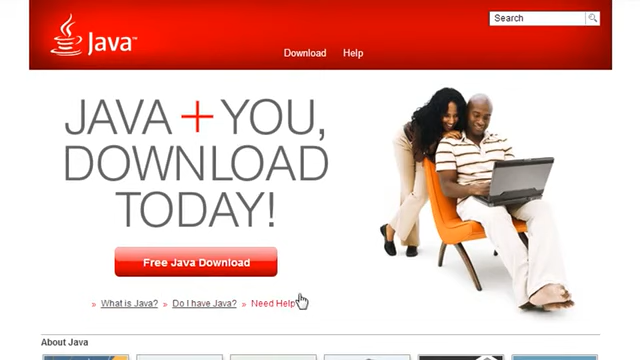 Search
Java™
Download Help
JAVA + YOU,
DOWNLOAD
TODAY!
Free Java Download
» What is Java? » Do I have Java? » Need Help
About Java